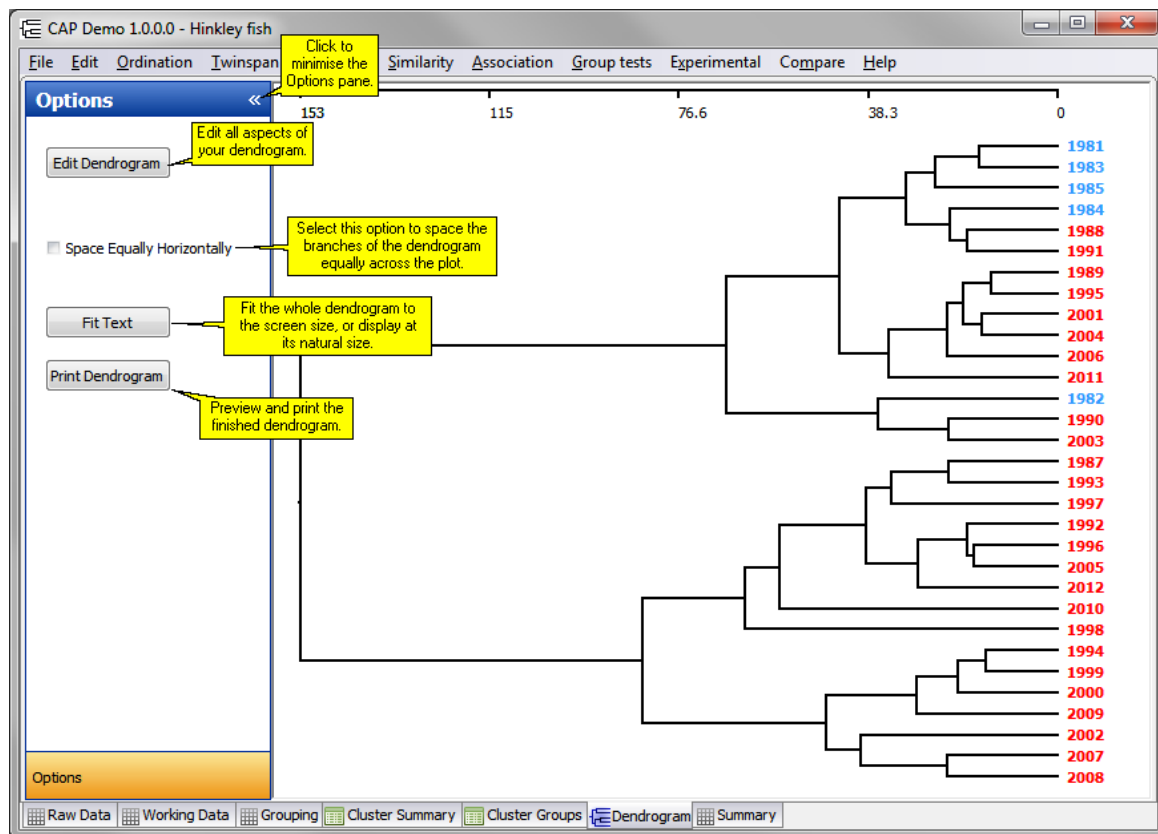 CAP Demo 1.0.0.0 - Hinkley fish
File Edit Ordination Twinspan Similarity Association Group tests Experimental Compare Help
Click to
minimise the
Options pane.
Options «
153 115 76.6 38.3 0
Edit all aspects of
your dendrogram.
Edit Dendrogram
Space Equally Horizontally
Select this option to space the
branches of the dendrogram
equally across the plot.
Fit Text
Fit the whole dendrogram to
the screen size, or display at
its natural size.
Print Dendrogram
Preview and print the
finished dendrogram.
1981
1983
1985
1984
1988
1991
1989
1995
2001
2004
2006
2011
1982
1990
2003
1987
1993
1997
1992
1996
2005
2012
2010
1998
1994
1999
2000
2009
2002
2007
2008
Options
Raw Data Working Data Grouping Cluster Summary Cluster Groups Dendrogram Summary